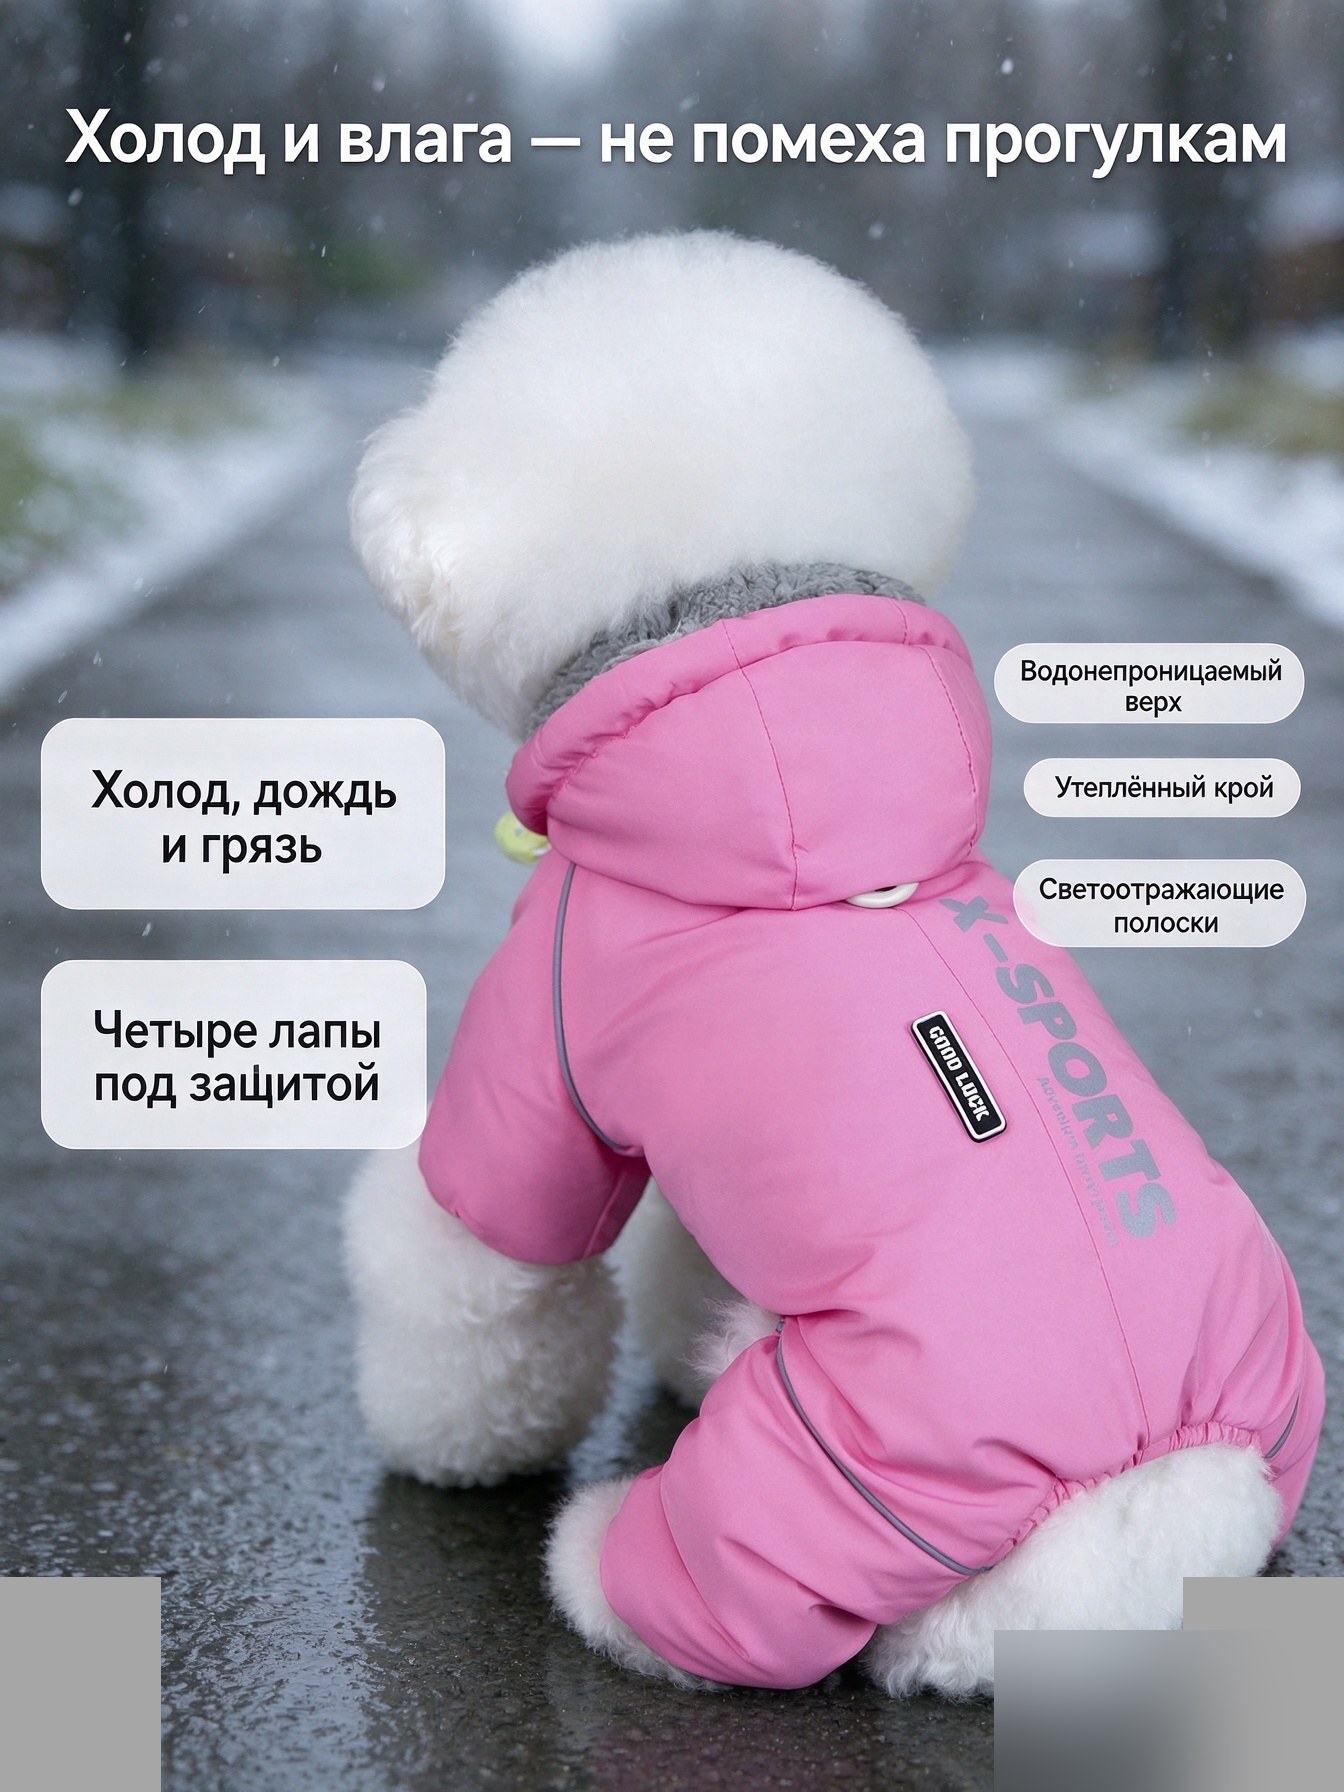 Холод и влага — не помеха прогулкам
Водонепроницаемый
верх
Холод, дождь
и грязь
Утеплённый крой
Светоотражающие
полоски
Четыре лапы
под защитой
X-SPORTS
GOOD LUCK